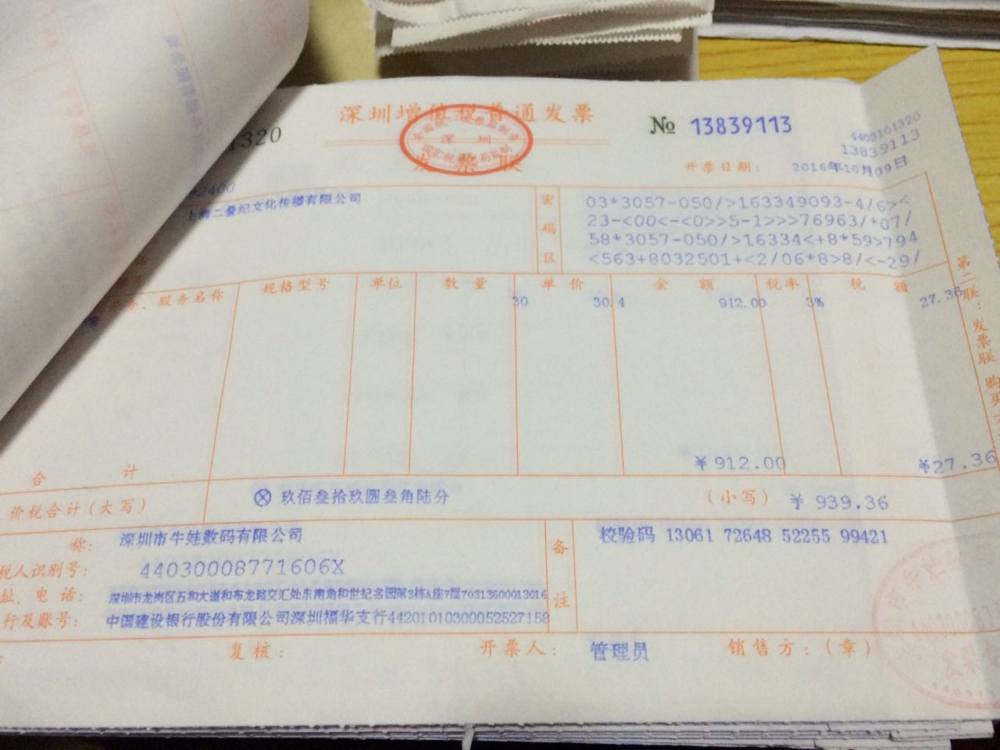 深圳增值税普通发票
发票联
深圳
1320
№ 13839113
4403161320
13839113
开票日期： 2016年10月09日
92400
上海二叠纪文化传播有限公司
密码区
03*3057-050/>163349093-4/6><
23-<00<-<0>>5-1>>>76963/*07/
58*3057-050/>16334<+8*59>794
<563+8032501+<2/06*8>8/<-29/
服务名称 规格型号 单位 数量 单价 金额 税率 税额
30 30.4 912.00 3% 27.36
合计 ¥912.00 ¥27.36
价税合计(大写) ⊗ 玖佰叁拾玖圆叁角陆分 (小写) ¥ 939.36
称： 深圳市牛娃数码有限公司
税人识别号： 44030008771606X
址、电话： 深圳市龙岗区五和大道和布龙路交汇处东南角和世纪名园第3栋A座7层70313600013016
行及账号： 中国建设银行股份有限公司深圳福华支行44201010300052527158
备注
校验码 13061 72648 52255 99421
复核： 开票人： 管理员 销售方：(章)
第二联：发票联 购买方